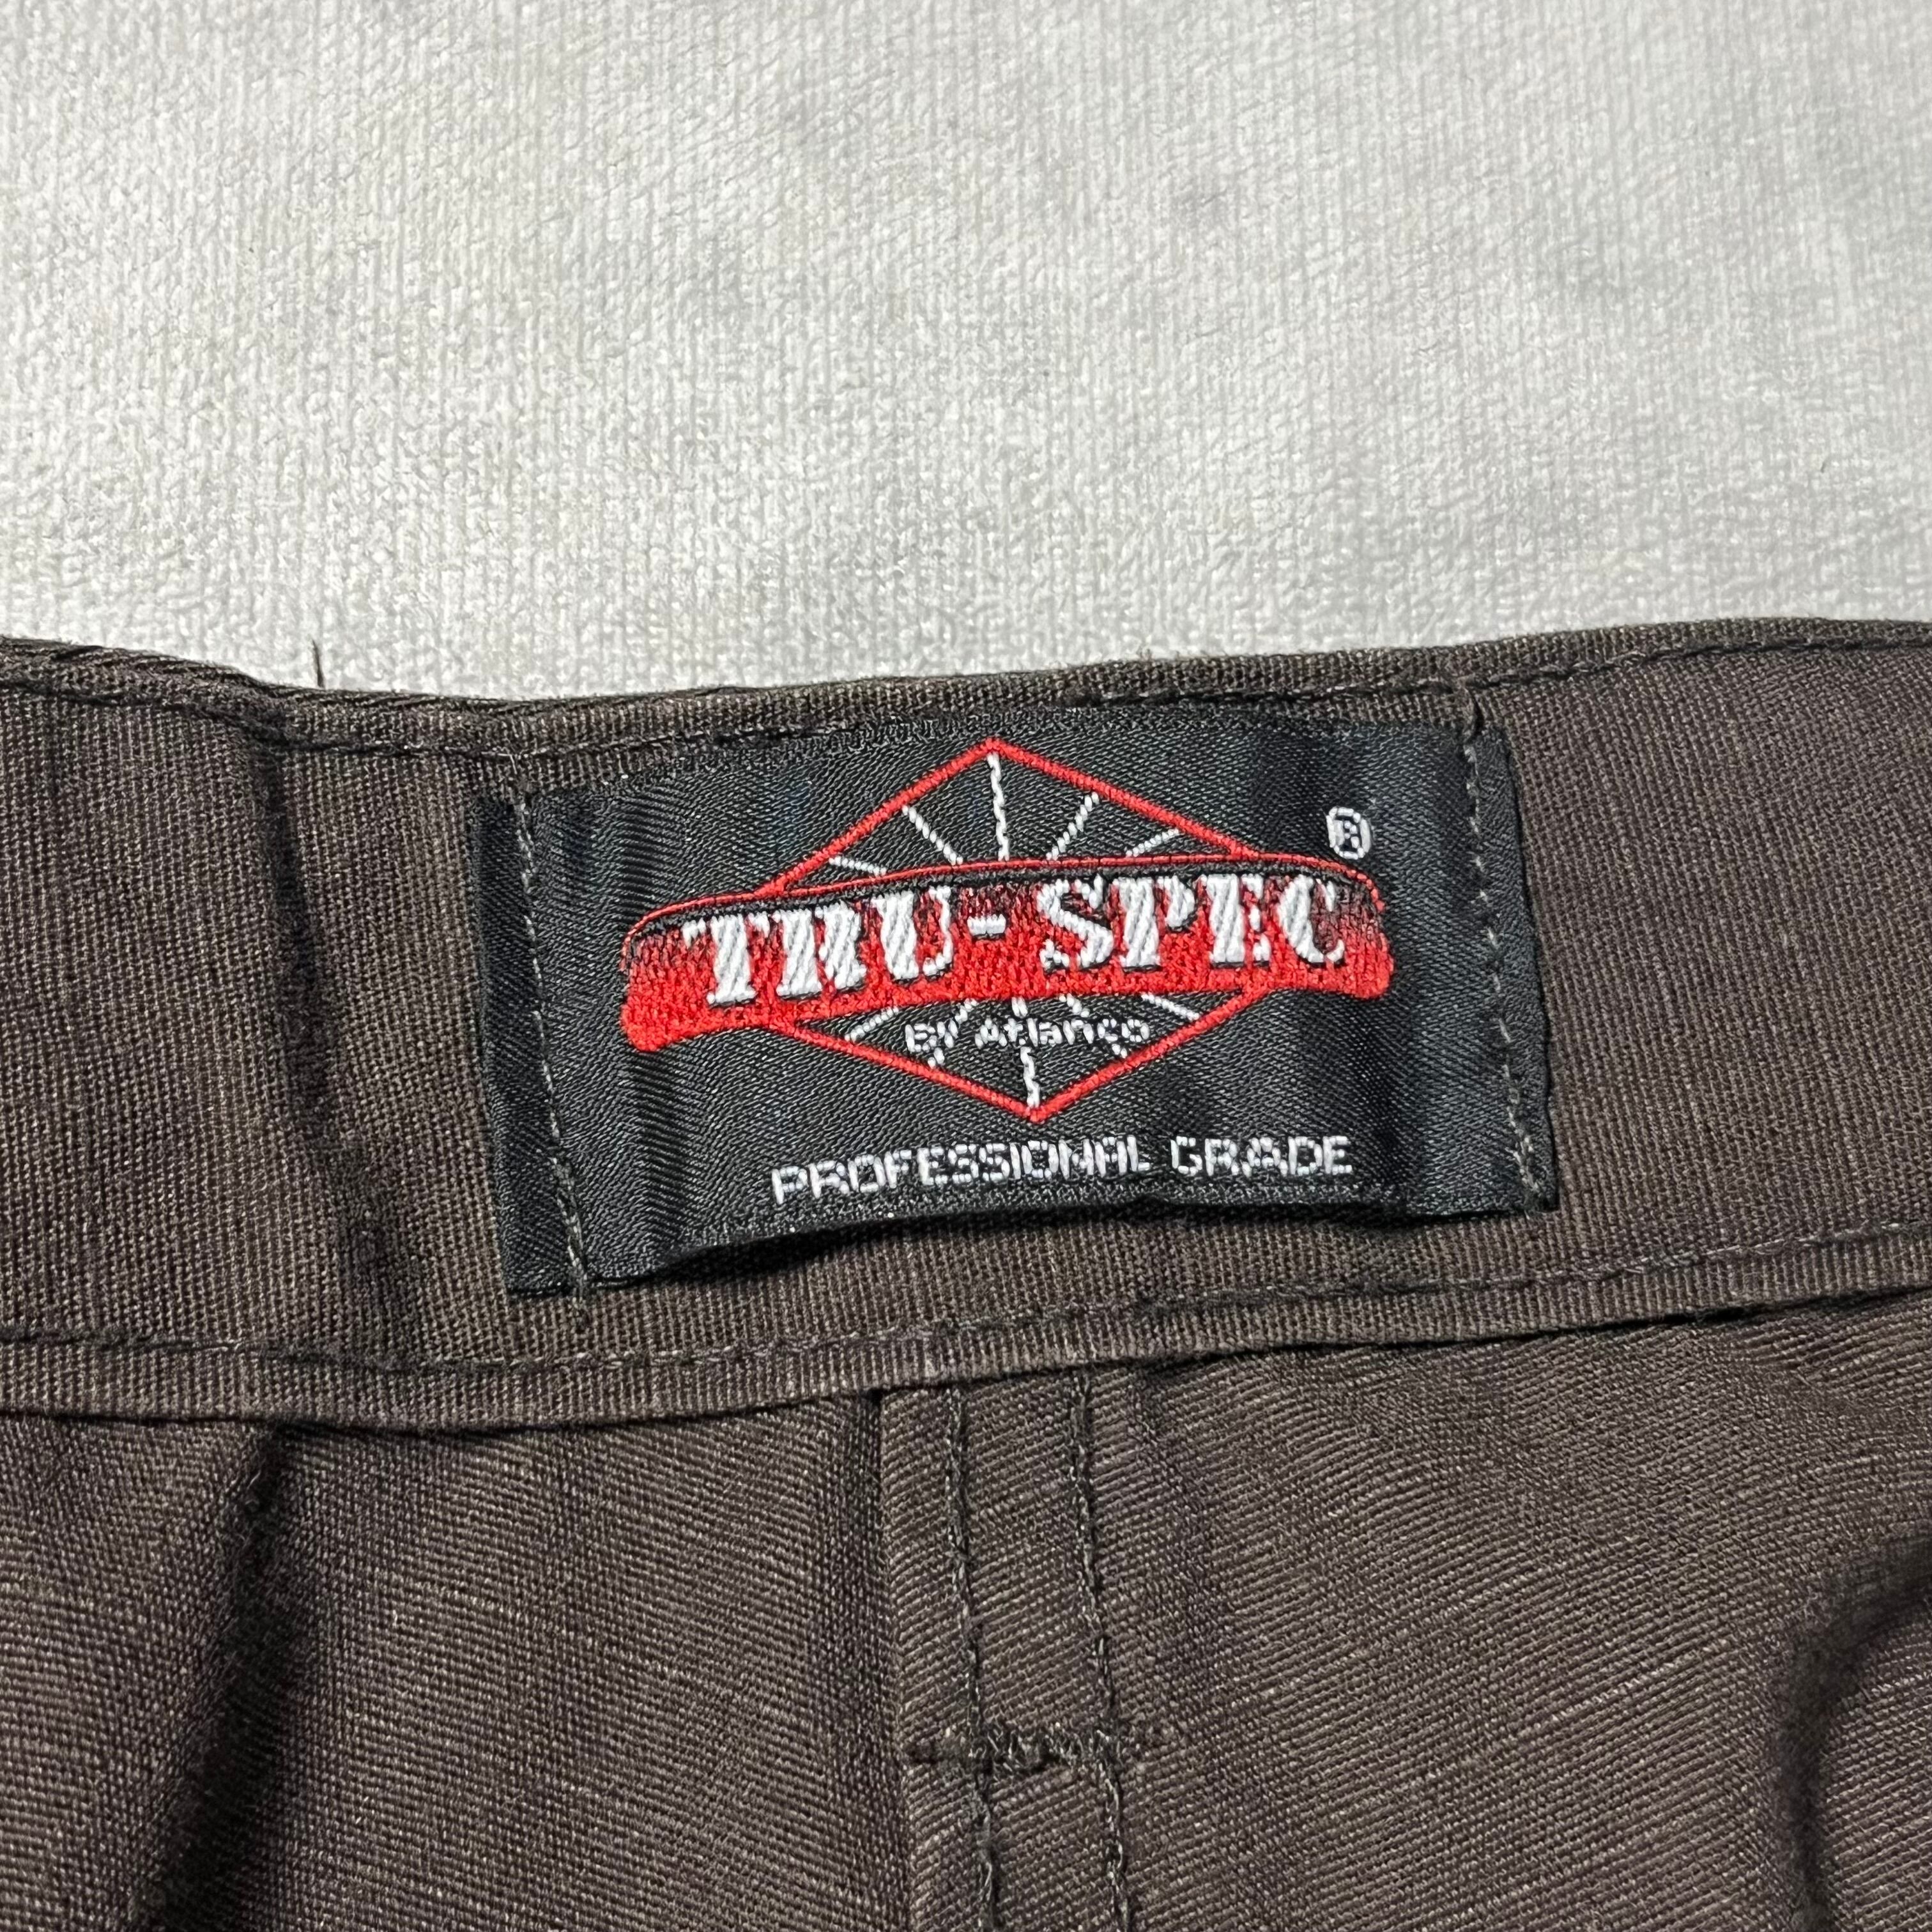 TRU-SPEC®
By Atlanco
PROFESSIONAL GRADE